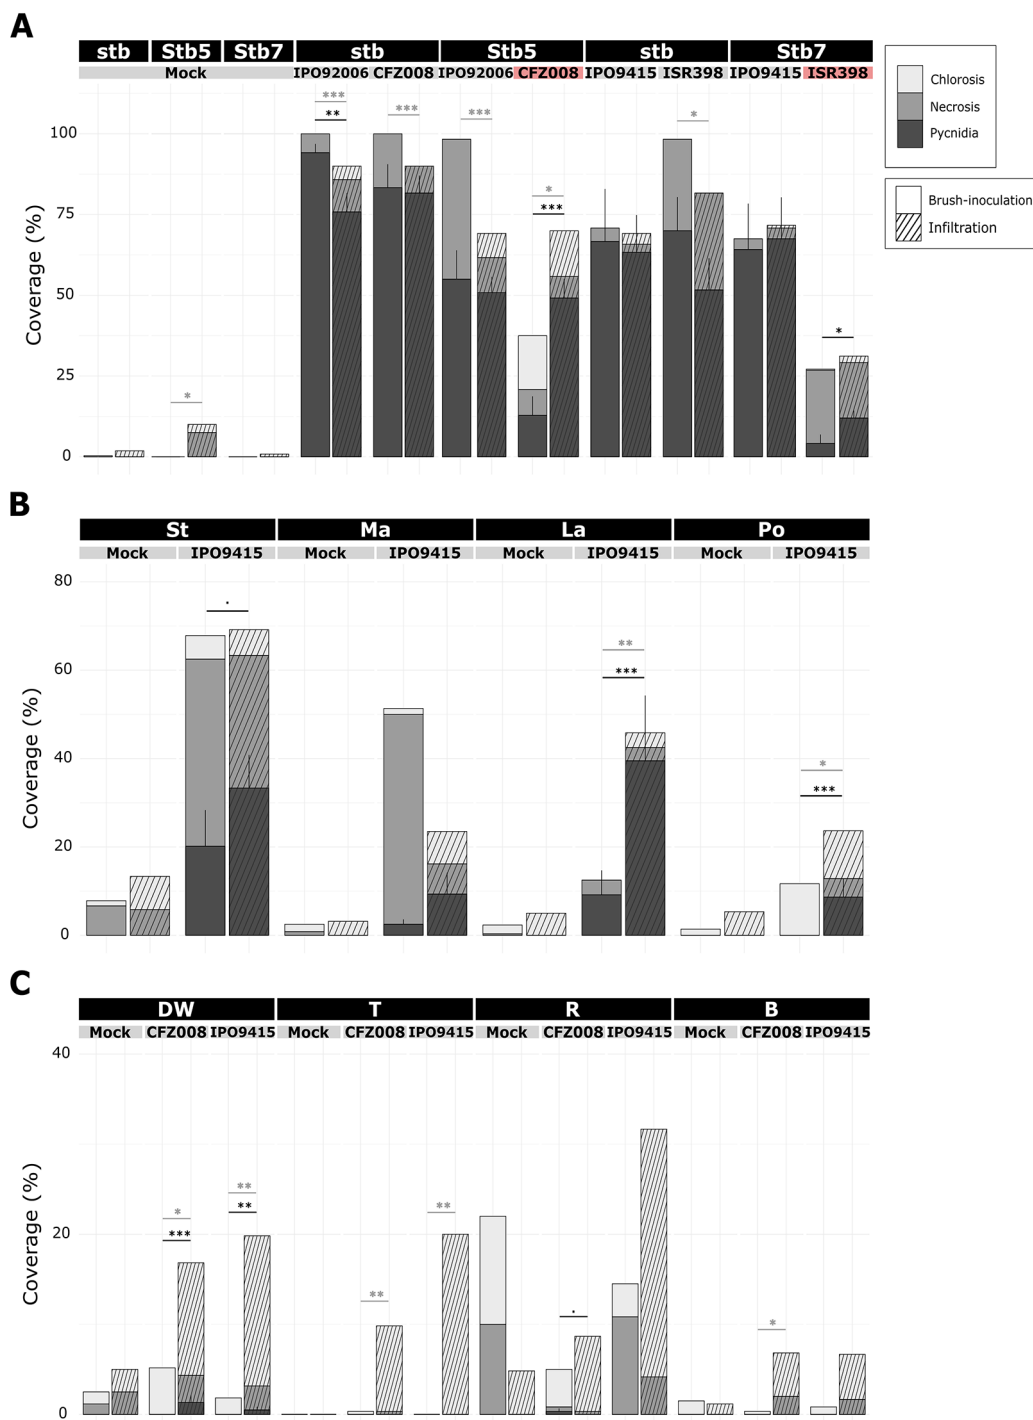 A
stb Stb5 Stb7 stb Stb5 stb Stb7
Mock IPO92006 CFZ008 IPO92006 CFZ008 IPO9415 ISR398 IPO9415 ISR398
Chlorosis
Necrosis
Pycnidia
Brush-inoculation
Infiltration
Coverage (%)
100
75
50
25
0
*** ** *** *** * *** * * *
B
St Ma La Po
Mock IPO9415 Mock IPO9415 Mock IPO9415 Mock IPO9415
Coverage (%)
80
60
40
20
0
. ** *** * ***
C
DW T R B
Mock CFZ008 IPO9415 Mock CFZ008 IPO9415 Mock CFZ008 IPO9415 Mock CFZ008
Coverage (%)
40
20
0
* *** ** ** ** ** . *